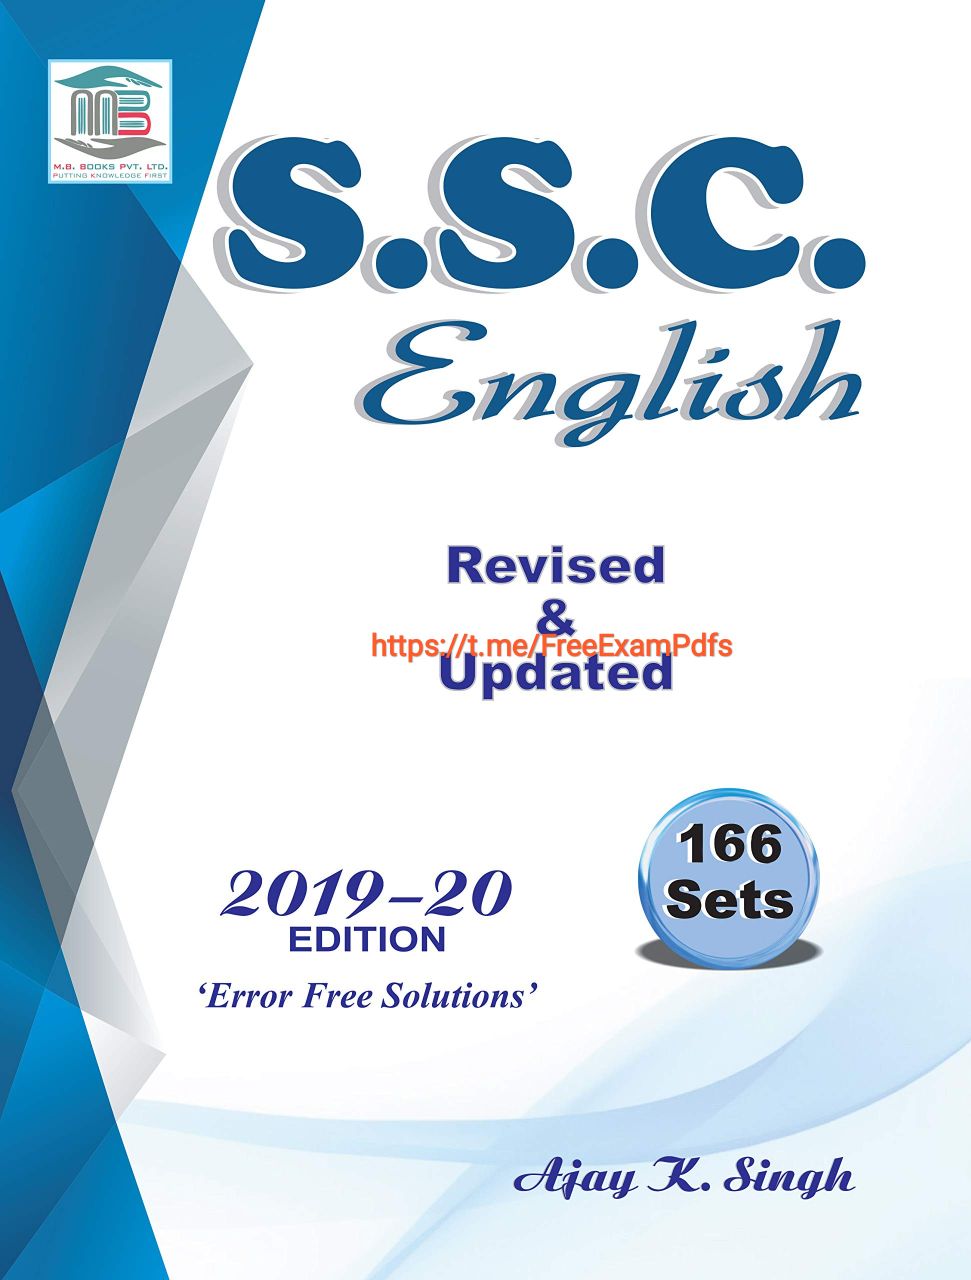 M.B. BOOKS PVT. LTD.
PUTTING KNOWLEDGE FIRST
S.S.C.
English
Revised
&
https://t.me/FreeExamPdfs
Updated
166
Sets
2019-20
EDITION
‘Error Free Solutions’
Ajay K. Singh